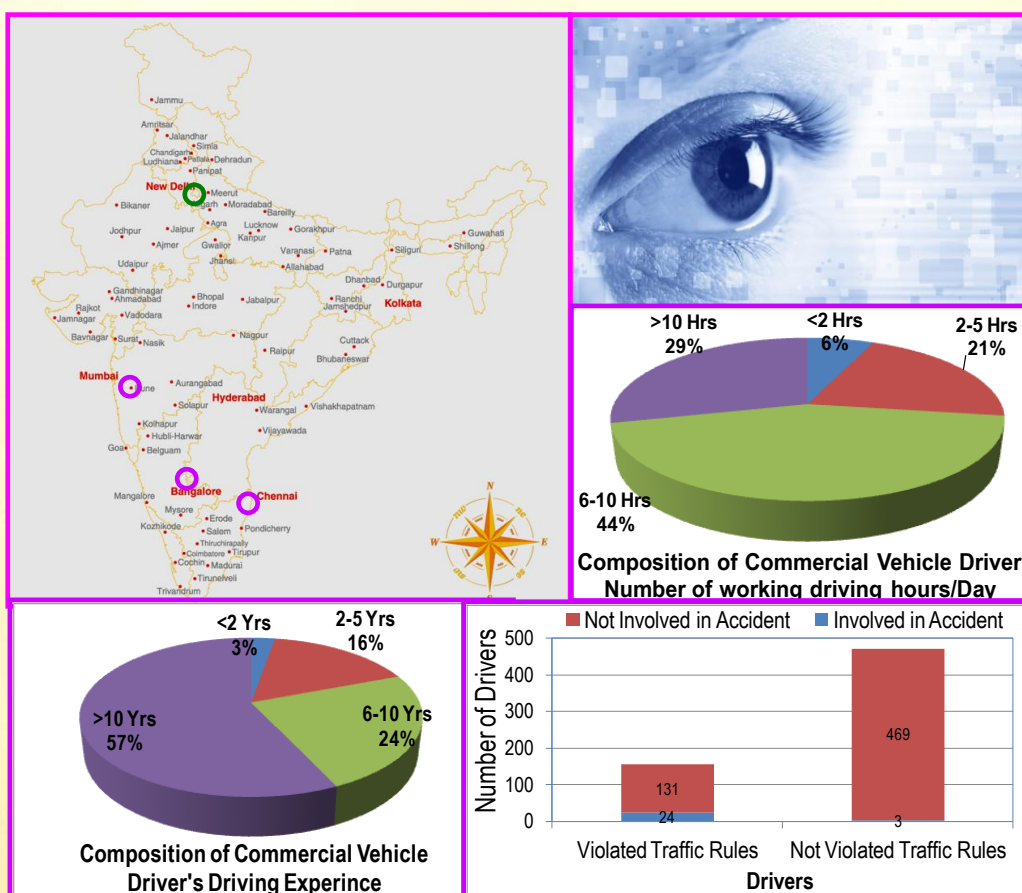 Jammu
Amritsar
Jalandhar
Simla
Chandigarh
Ludhiana
Patiala
Dehradun
Panipat
New Delhi
Meerut
Moradabad
Bikaner
Bareilly
Agra
Jodhpur
Jaipur
Lucknow
Kanpur
Gorakhpur
Guwahati
Ajmer
Gwalior
Varanasi
Patna
Siliguri
Shillong
Jhansi
Allahabad
Udaipur
Dhanbad
Durgapur
Gandhinagar
Ahmadabad
Bhopal
Indore
Jabalpur
Ranchi
Jamshedpur
Kolkata
Rajkot
Jamnagar
Vadodara
Bavnagar
Surat
Nasik
Nagpur
Raipur
Cuttack
Bhubaneswar
Mumbai
Pune
Aurangabad
Hyderabad
Solapur
Warangal
Vishakhapatnam
Kolhapur
Hubli-Harwar
Vijayawada
Goa
Belguam
Bangalore
Chennai
Mangalore
Mysore
Erode
Pondicherry
Kozhikode
Salem
Thiruchirapally
Coimbatore
Tirupur
Cochin
Madurai
Tirunelveli
Trivandrum
N
W
E
>10 Hrs
29%
<2 Hrs
6%
2-5 Hrs
21%
6-10 Hrs
44%
Composition of Commercial Vehicle Driver
Number of working driving hours/Day
<2 Yrs
3%
2-5 Yrs
16%
>10 Yrs
57%
6-10 Yrs
24%
Composition of Commercial Vehicle
Driver's Driving Experince
Not Involved in Accident
Involved in Accident
Number of Drivers
500
400
300
200
100
0
131
24
469
3
Violated Traffic Rules
Not Violated Traffic Rules
Drivers